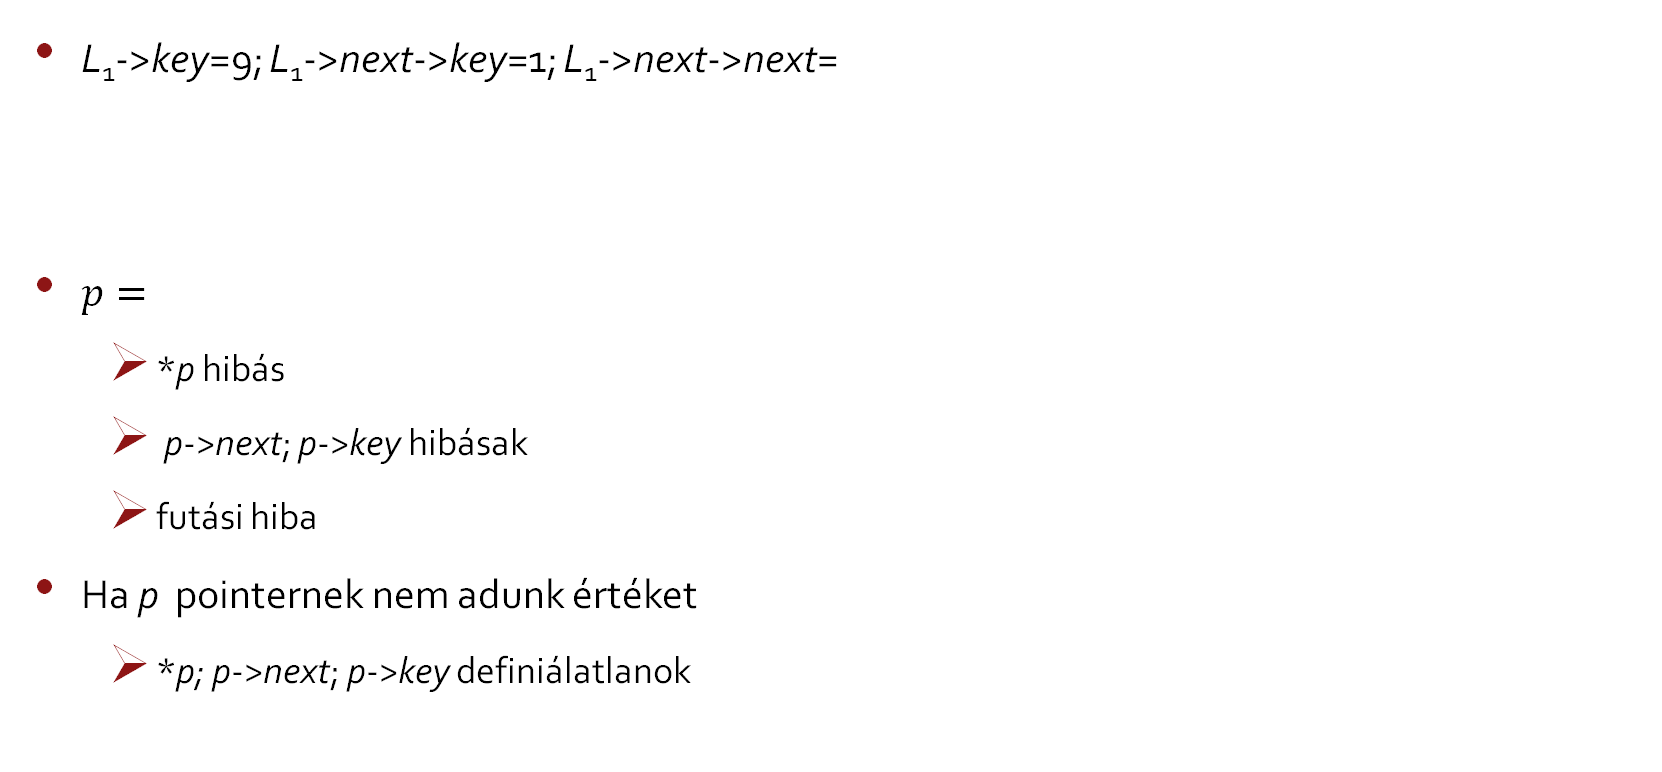 • L₁->key=9; L₁->next->key=1; L₁->next->next=
• p =
➢ *p hibás
➢ p->next; p->key hibásak
➢ futási hiba
• Ha p pointernek nem adunk értéket
➢ *p; p->next; p->key definiálatlanok